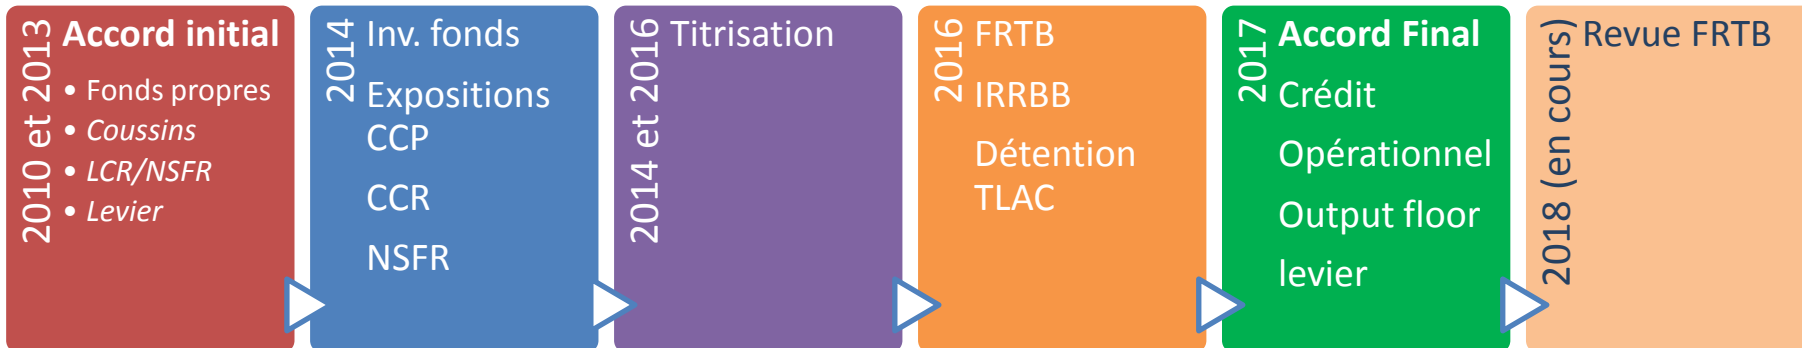 2010 et 2013
Accord initial
• Fonds propres
• Coussins
• LCR/NSFR
• Levier
2014
Inv. fonds
Expositions
CCP
CCR
NSFR
2014 et 2016
Titrisation
2016
FRTB
IRRBB
Détention
TLAC
2017
Accord Final
Crédit
Opérationnel
Output floor
levier
2018 (en cours)
Revue FRTB